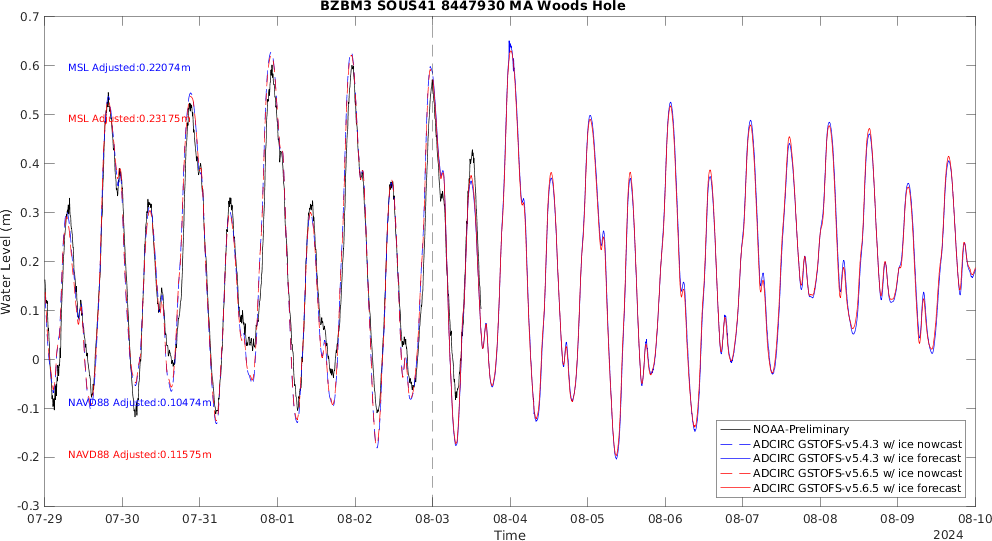 BZBM3 SOUS41 8447930 MA Woods Hole
0.7
0.6
0.5
0.4
0.3
0.2
0.1
0
-0.1
-0.2
-0.3
Water Level (m)
MSL Adjusted:0.22074m
MSL Adjusted:0.23175m
NAVD88 Adjusted:0.10474m
NAVD88 Adjusted:0.11575m
NOAA-Preliminary
ADCIRC GSTOFS-v5.4.3 w/ ice nowcast
ADCIRC GSTOFS-v5.4.3 w/ ice forecast
ADCIRC GSTOFS-v5.6.5 w/ ice nowcast
ADCIRC GSTOFS-v5.6.5 w/ ice forecast
07-29 07-30 07-31 08-01 08-02 08-03 08-04 08-05 08-06 08-07 08-08 08-09 08-10
Time
2024